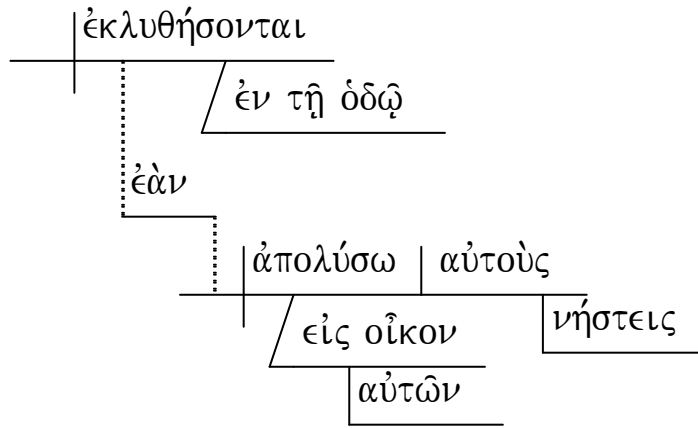 ἐκλυθήσονται
ἐν τῇ ὁδῷ
ἐὰν
ἀπολύσω αὐτοὺς
νήστεις
εἰς οἶκον
αὐτῶν